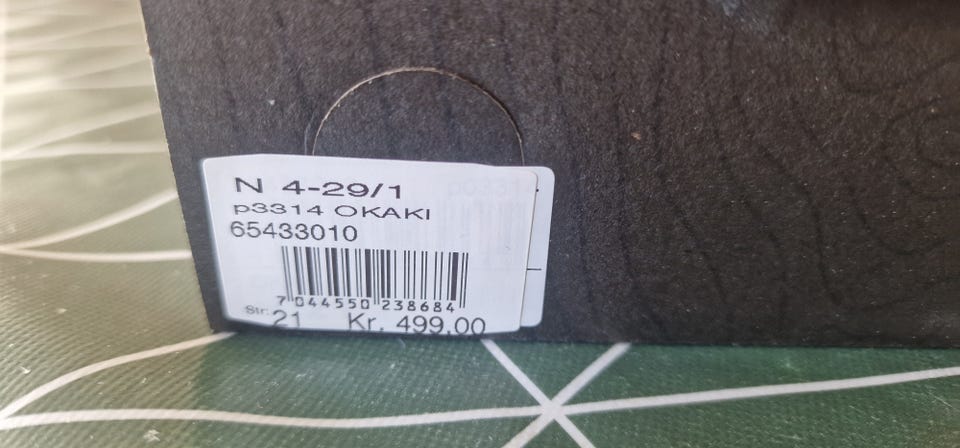 N 4-29/1
p3314 OKAKI
65433010
7 044550 238684
Str: 21 Kr. 499,00